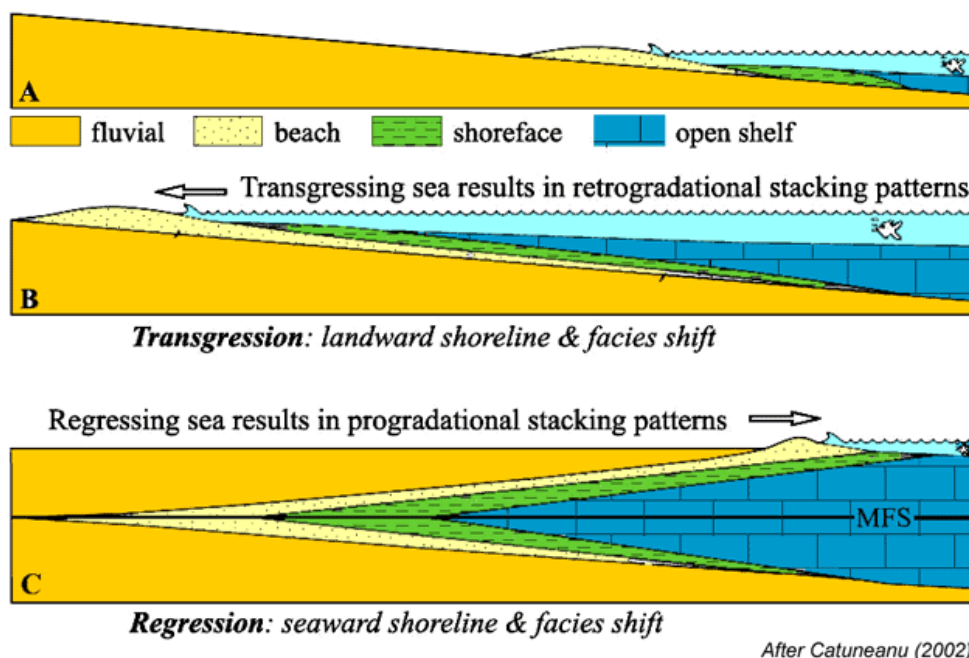 A
fluvial beach shoreface open shelf
Transgressing sea results in retrogradational stacking patterns
B
Transgression: landward shoreline & facies shift
Regressing sea results in progradational stacking patterns
MFS
C
Regression: seaward shoreline & facies shift
After Catuneanu (2002)